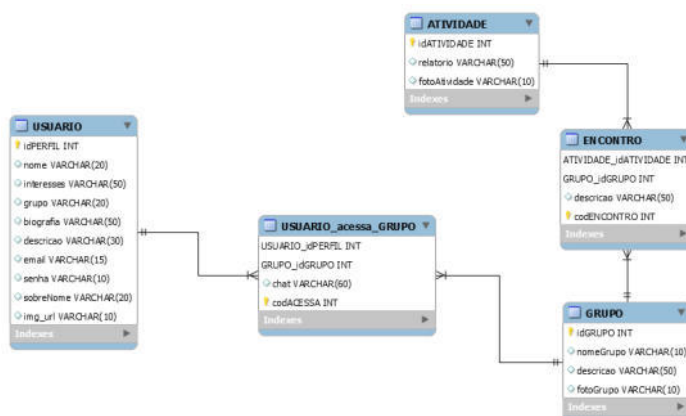 ATIVIDADE
idATIVIDADE INT
relatorio VARCHAR(50)
fotoAtividade VARCHAR(10)
Indexes
USUARIO
idPERFIL INT
nome VARCHAR(20)
interesses VARCHAR(50)
grupo VARCHAR(20)
biografia VARCHAR(50)
descricao VARCHAR(30)
email VARCHAR(15)
senha VARCHAR(10)
sobreNome VARCHAR(20)
img_url VARCHAR(10)
Indexes
ENCONTRO
ATIVIDADE_idATIVIDADE INT
GRUPO_idGRUPO INT
descricao VARCHAR(50)
codENCONTRO INT
Indexes
USUARIO_acessa_GRUPO
USUARIO_idPERFIL INT
GRUPO_idGRUPO INT
chat VARCHAR(60)
codACESSA INT
Indexes
GRUPO
idGRUPO INT
nomeGrupo VARCHAR(10)
descricao VARCHAR(50)
fotoGrupo VARCHAR(10)
Indexes